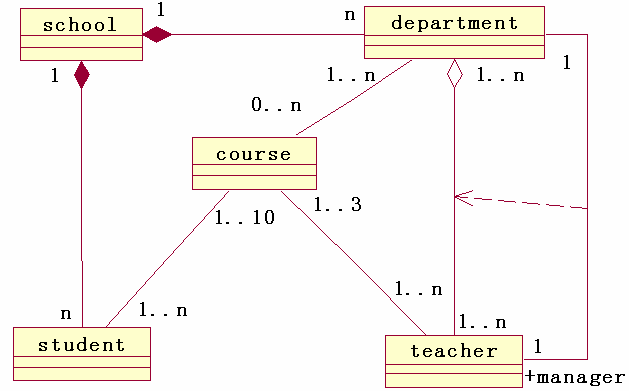 school
1
n
department
1
1
1..n
1..n
0..n
course
1..10
1..3
1..n
1..n
n
1..n
student
teacher
1
+manager